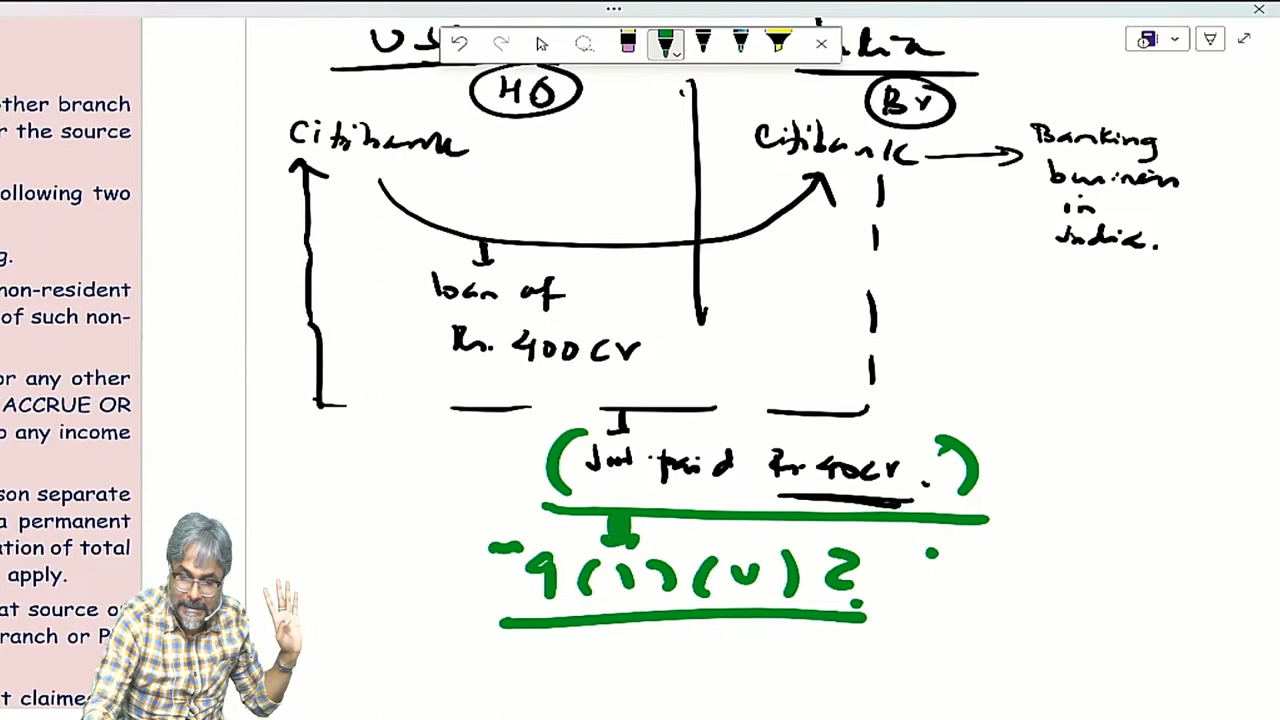 other branch
r the source
ollowing two
g.
non-resident
of such non-
or any other
ACCRUE OR
o any income
son separate
a permanent
ation of total
apply.
at source o
ranch or P
t claime
US
HO
Br
Citibank
Citibank
Banking
business
in
India.
loan of
Rs. 400 cr
(Int. paid Rs 40 cr.)
9(1)(v)?